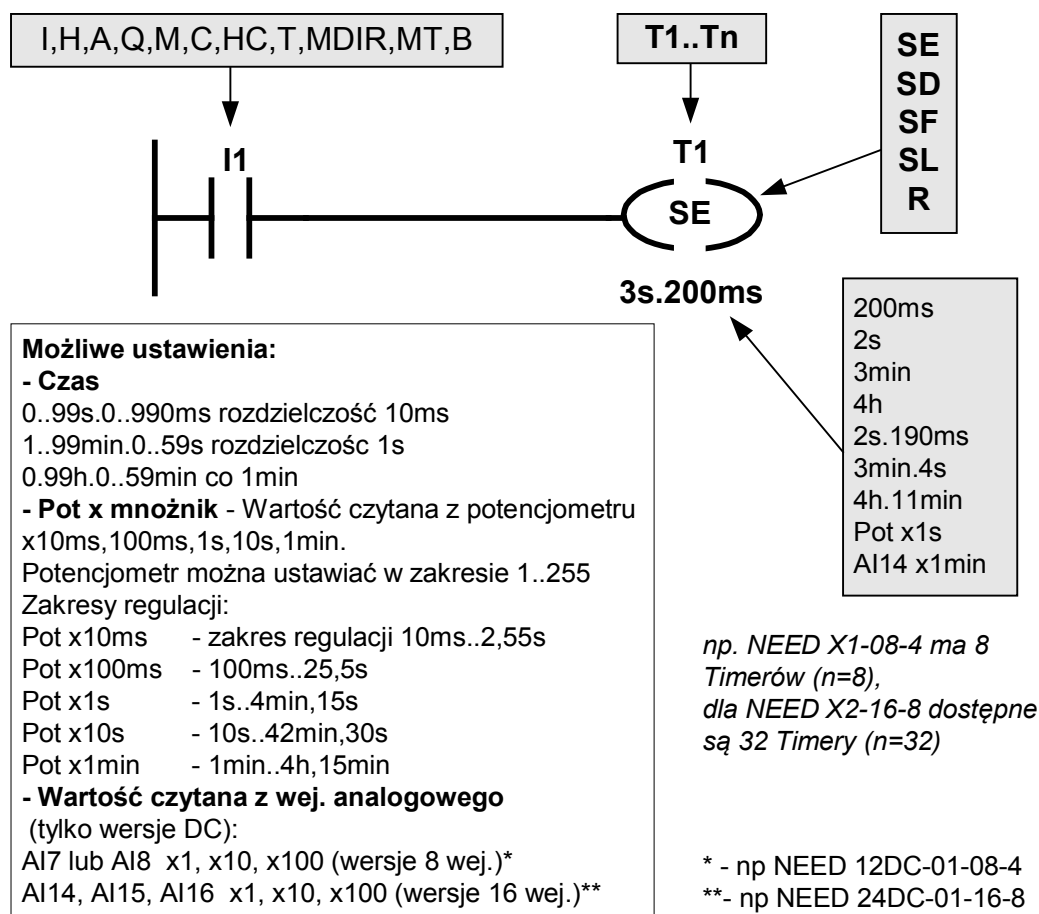 I,H,A,Q,M,C,HC,T,MDIR,MT,B
T1..Tn
SE
SD
SF
SL
R
I1
T1
SE
3s.200ms
200ms
2s
3min
4h
2s.190ms
3min.4s
4h.11min
Pot x1s
AI14 x1min
Możliwe ustawienia:
- Czas
0..99s.0..990ms rozdzielczość 10ms
1..99min.0..59s rozdzielczośc 1s
0.99h.0..59min co 1min
- Pot x mnożnik - Wartość czytana z potencjometru
x10ms,100ms,1s,10s,1min.
Potencjometr można ustawiać w zakresie 1..255
Zakresy regulacji:
Pot x10ms - zakres regulacji 10ms..2,55s
Pot x100ms - 100ms..25,5s
Pot x1s - 1s..4min,15s
Pot x10s - 10s..42min,30s
Pot x1min - 1min..4h,15min
- Wartość czytana z wej. analogowego
(tylko wersje DC):
AI7 lub AI8 x1, x10, x100 (wersje 8 wej.)*
AI14, AI15, AI16 x1, x10, x100 (wersje 16 wej.)**
np. NEED X1-08-4 ma 8
Timerów (n=8),
dla NEED X2-16-8 dostępne
są 32 Timery (n=32)
* - np NEED 12DC-01-08-4
**- np NEED 24DC-01-16-8